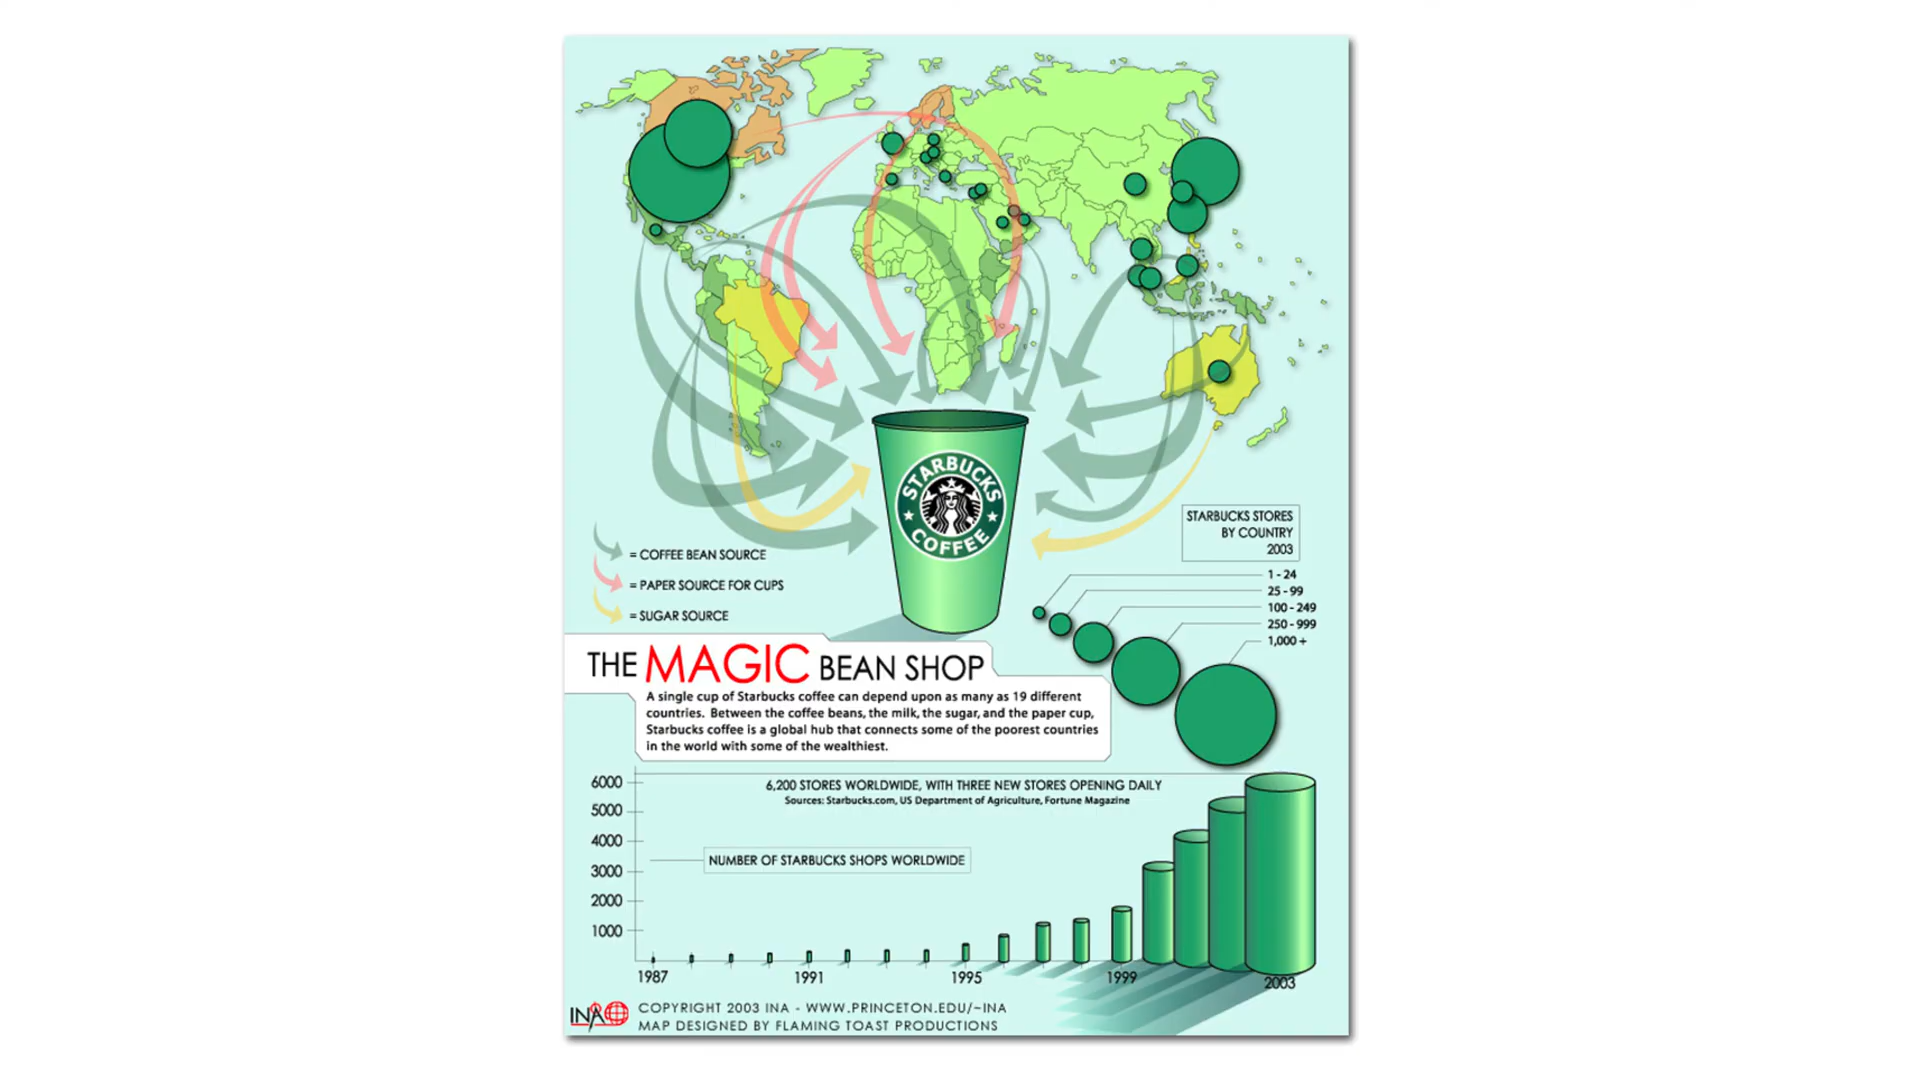 STARBUCKS
COFFEE
STARBUCKS STORES
BY COUNTRY
2003
1 - 24
25 - 99
100 - 249
250 - 999
1,000 +
= COFFEE BEAN SOURCE
= PAPER SOURCE FOR CUPS
= SUGAR SOURCE
THE MAGIC BEAN SHOP
A single cup of Starbucks coffee can depend upon as many as 19 different
countries. Between the coffee beans, the milk, the sugar, and the paper cup,
Starbucks coffee is a global hub that connects some of the poorest countries
in the world with some of the wealthiest.
6,200 STORES WORLDWIDE, WITH THREE NEW STORES OPENING DAILY
Sources: Starbucks.com, US Department of Agriculture, Fortune Magazine
6000
5000
4000
3000
2000
1000
NUMBER OF STARBUCKS SHOPS WORLDWIDE
1987
1991
1995
1999
2003
INA
COPYRIGHT 2003 INA - WWW.PRINCETON.EDU/~INA
MAP DESIGNED BY FLAMING TOAST PRODUCTIONS